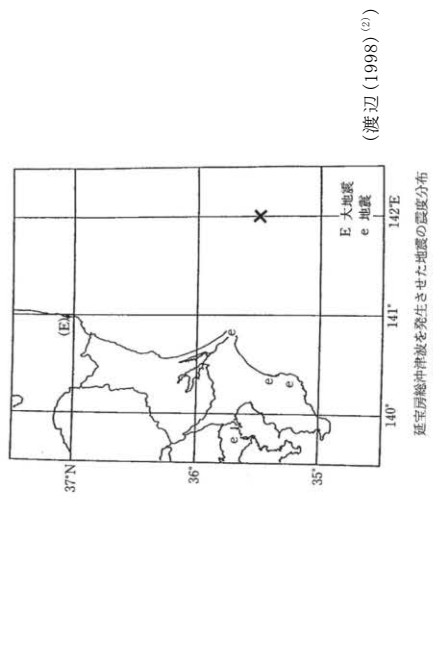 (渡辺(1998)(2))
37°N
36°
35°
(E)
e
e
e
e
E 大地震
e 地震
140°
141°
142°E
延宝房総沖津波を発生させた地震の震度分布